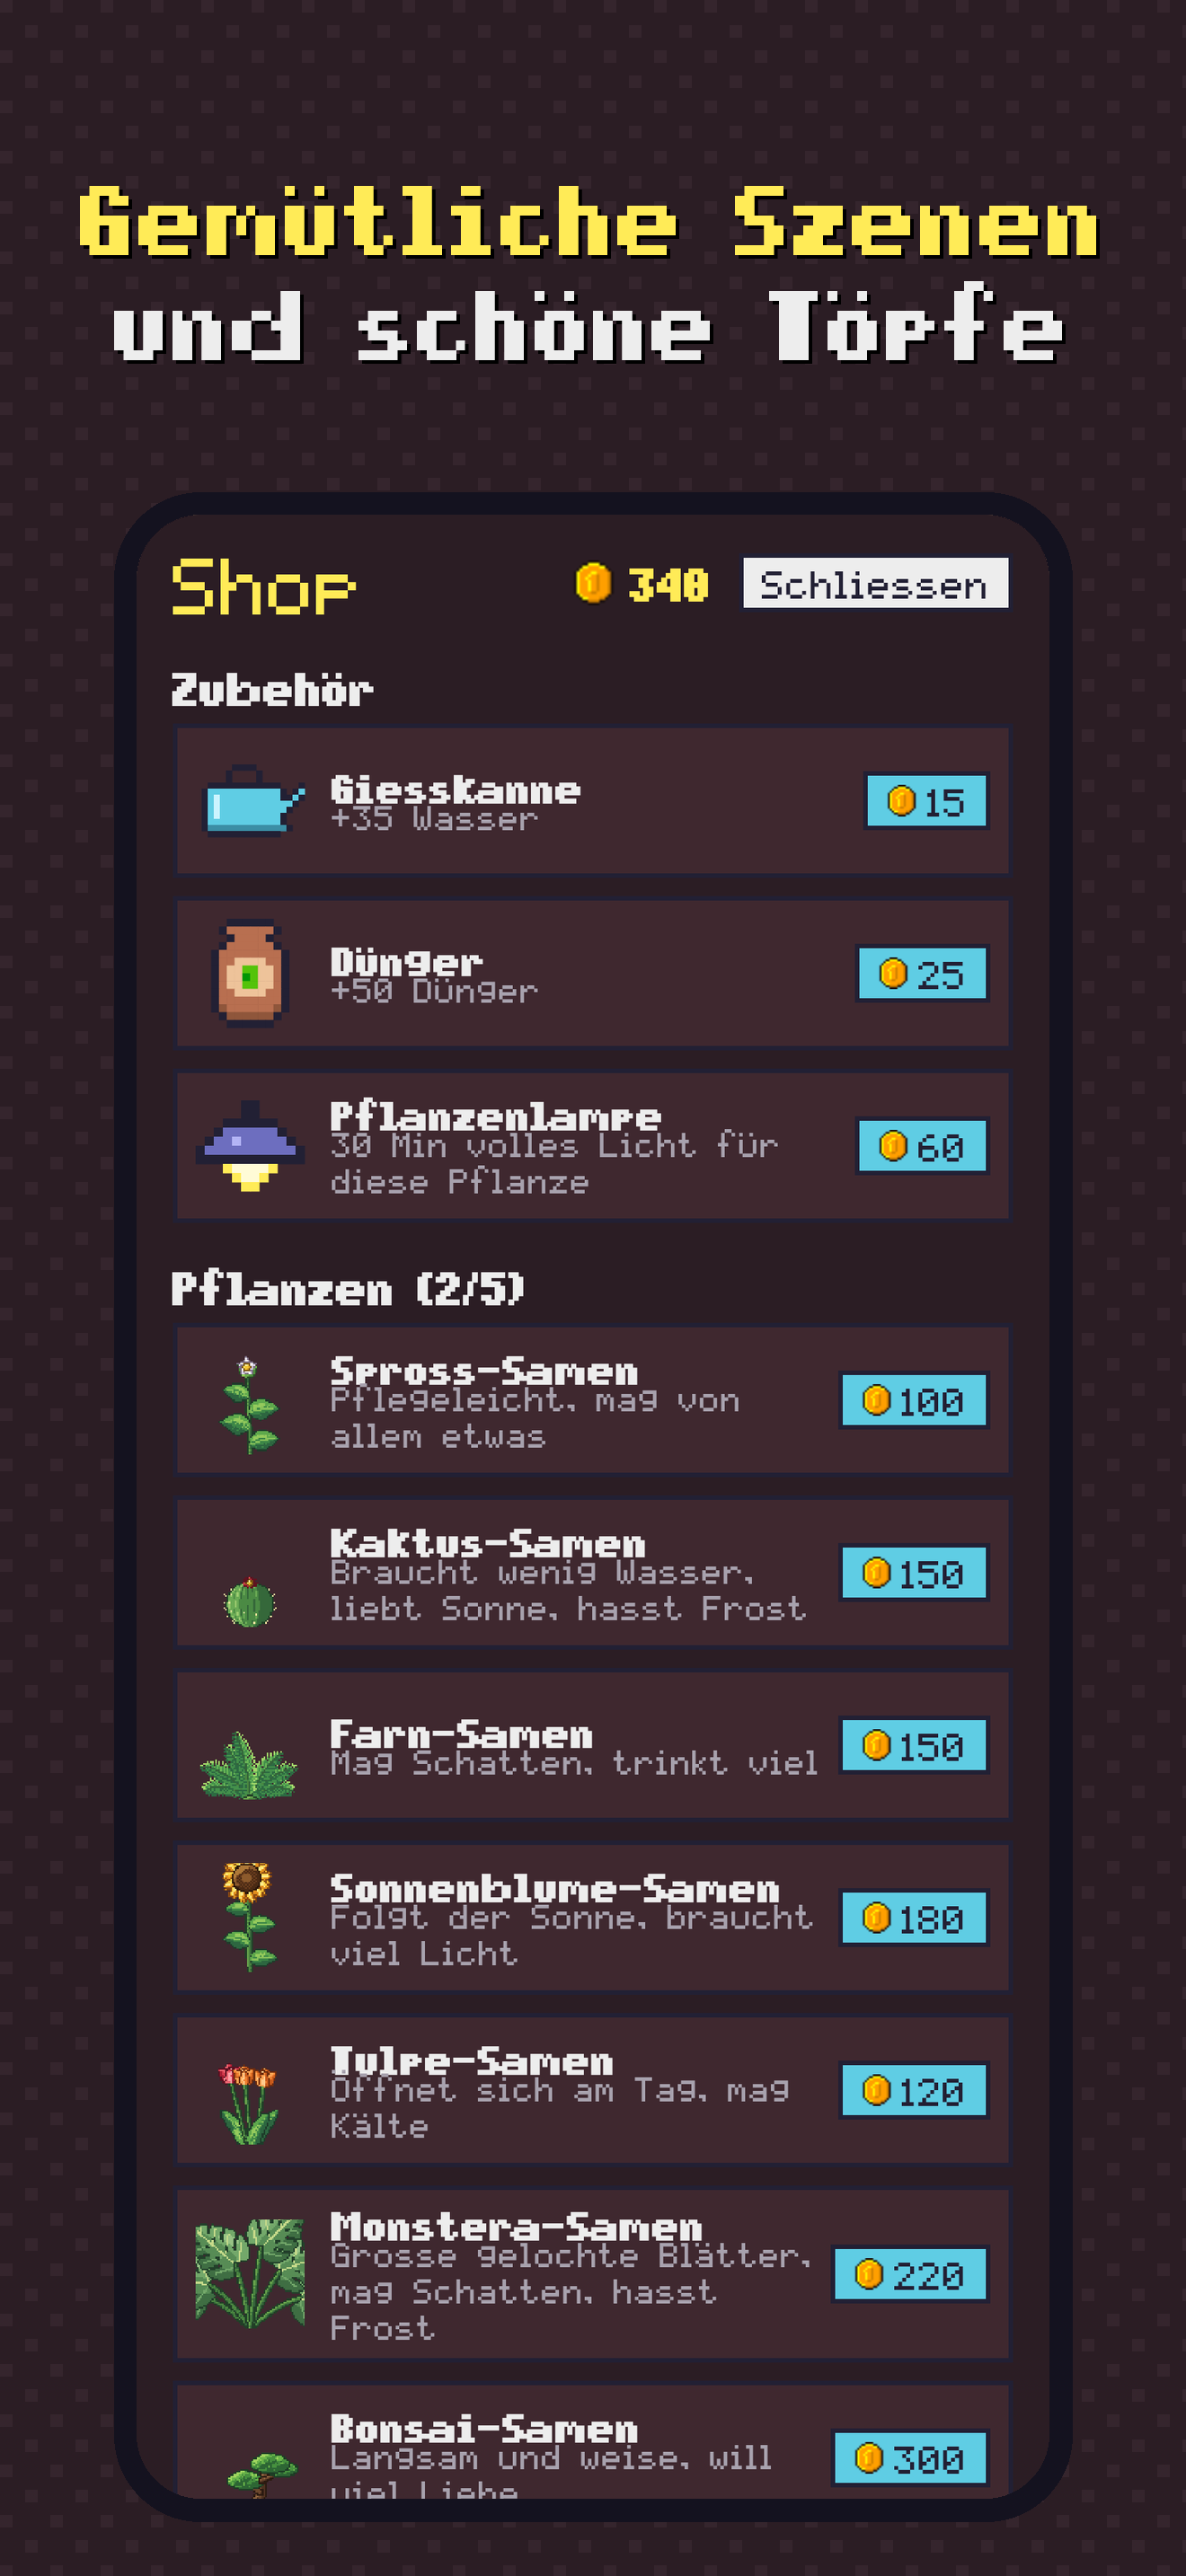 Gemütliche Szenen
und schöne Töpfe
Shop
340
Schliessen
Zubehör
Giesskanne
+35 Wasser
15
Dünger
+50 Dünger
25
Pflanzenlampe
30 Min volles Licht für
diese Pflanze
60
Pflanzen (2/5)
Spross-Samen
Pflegeleicht, mag von
allem etwas
100
Kaktus-Samen
Braucht wenig Wasser,
liebt Sonne, hasst Frost
150
Farn-Samen
Mag Schatten, trinkt viel
150
Sonnenblume-Samen
Folgt der Sonne, braucht
viel Licht
180
Tulpe-Samen
Öffnet sich am Tag, mag
Kälte
120
Monstera-Samen
Grosse gelochte Blätter,
mag Schatten, hasst
Frost
220
Bonsai-Samen
Langsam und weise, will
viel Liebe
300